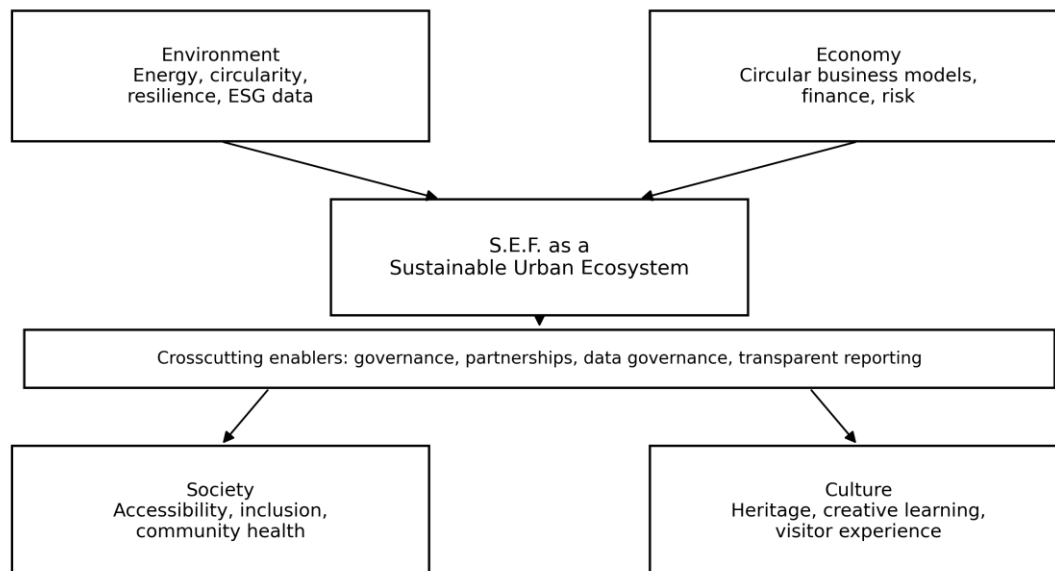 Environment
Energy, circularity,
resilience, ESG data
Economy
Circular business models,
finance, risk
S.E.F. as a
Sustainable Urban Ecosystem
Crosscutting enablers: governance, partnerships, data governance, transparent reporting
Society
Accessibility, inclusion,
community health
Culture
Heritage, creative learning,
visitor experience